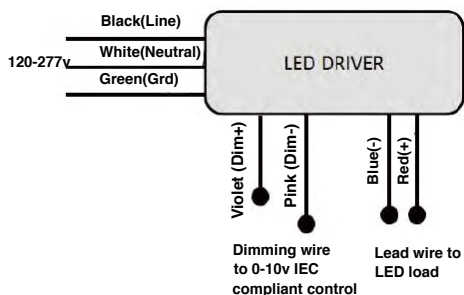 Black(Line)
White(Neutral)
120-277v
Green(Grd)
LED DRIVER
Violet (Dim+)
Pink (Dim-)
Blue(-)
Red(+)
Dimming wire
to 0-10v IEC
compliant control
Lead wire to
LED load